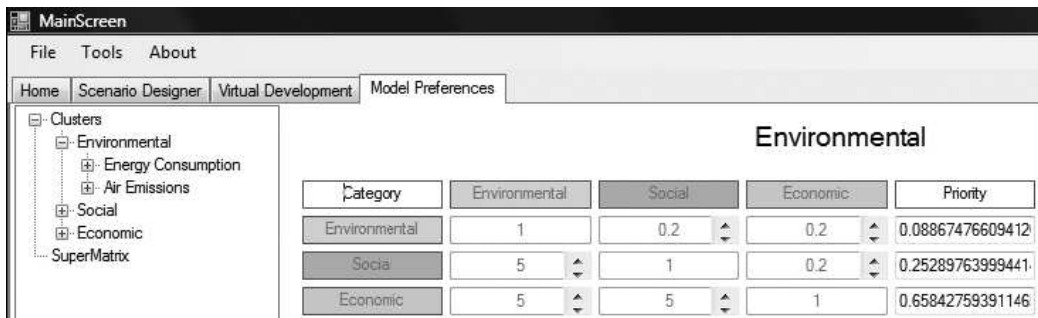 MainScreen
File Tools About
Home Scenario Designer Virtual Development Model Preferences
Clusters
Environmental
Energy Consumption
Air Emissions
Social
Economic
SuperMatrix
Environmental
Category Environmental Social Economic Priority
Environmental 1 0.2 0.2 0.08867476609412
Socia 5 1 0.2 0.25289763999441
Economic 5 5 1 0.65842759391146